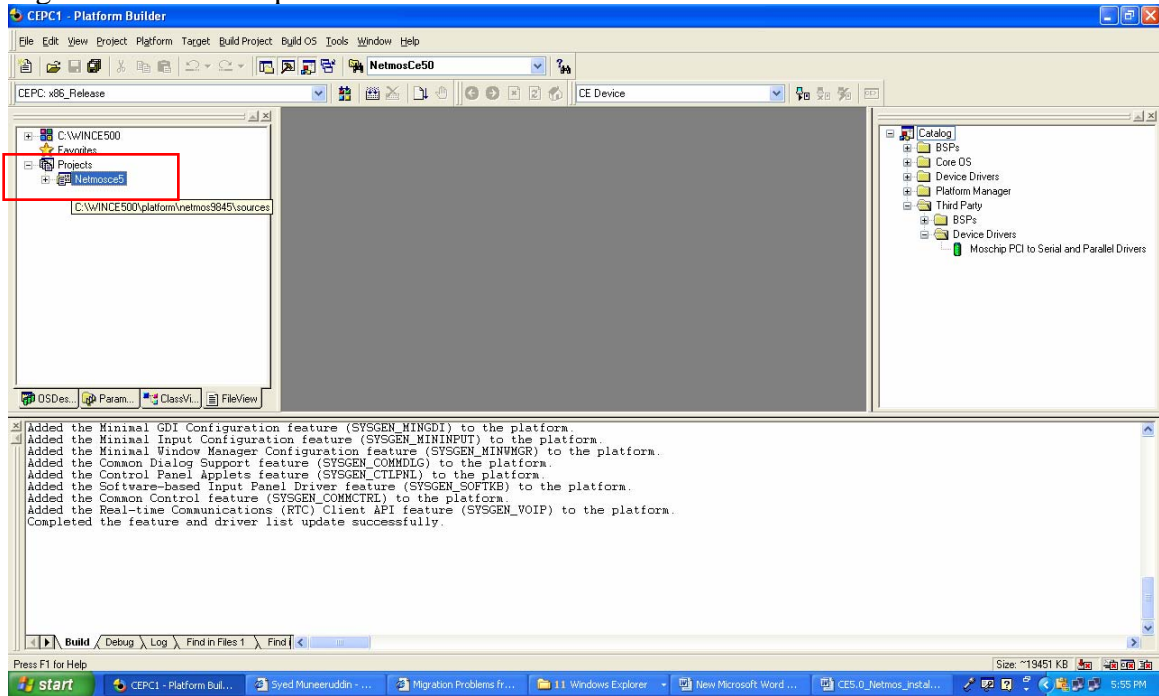 CEPC1 - Platform Builder
File Edit View Project Platform Target Build Project Build OS Tools Window Help
NetmosCe50
CEPC: x86_Release
CE Device
C:\WINCE500
Favorites
Projects
Netmosce5
C:\WINCE500\platform\netmos9845\sources
OSDes... Param... ClassVi... FileView
Catalog
BSPs
Core OS
Device Drivers
Platform Manager
Third Party
BSPs
Device Drivers
Moschip PCI to Serial and Parallel Drivers
Added the Minimal GDI Configuration feature (SYSGEN_MINGDI) to the platform.
Added the Minimal Input Configuration feature (SYSGEN_MININPUT) to the platform.
Added the Minimal Window Manager Configuration feature (SYSGEN_MINWMGR) to the platform.
Added the Common Dialog Support feature (SYSGEN_COMMDLG) to the platform.
Added the Control Panel Applets feature (SYSGEN_CTLPNL) to the platform.
Added the Software-based Input Panel Driver feature (SYSGEN_SOFTKB) to the platform.
Added the Common Control feature (SYSGEN_COMMCTRL) to the platform.
Added the Real-time Communications (RTC) Client API feature (SYSGEN_VOIP) to the platform.
Completed the feature and driver list update successfully.
Build Debug Log Find in Files 1 Find i
Press F1 for Help
Size: ~19451 KB
start CEPC1 - Platform Buil... Syed Muneeruddin - ... Migration Problems fr... 11 Windows Explorer New Microsoft Word ... CE5.0_Netmos_instal... 5:55 PM